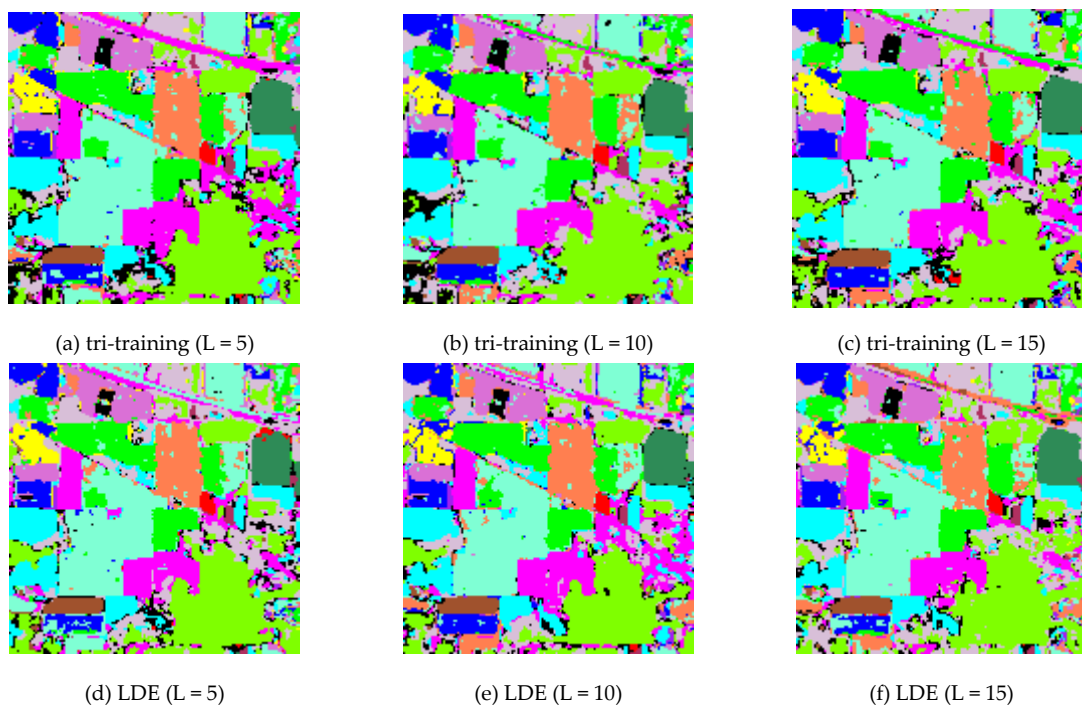 (a) tri-training (L = 5)
(b) tri-training (L = 10)
(c) tri-training (L = 15)
(d) LDE (L = 5)
(e) LDE (L = 10)
(f) LDE (L = 15)